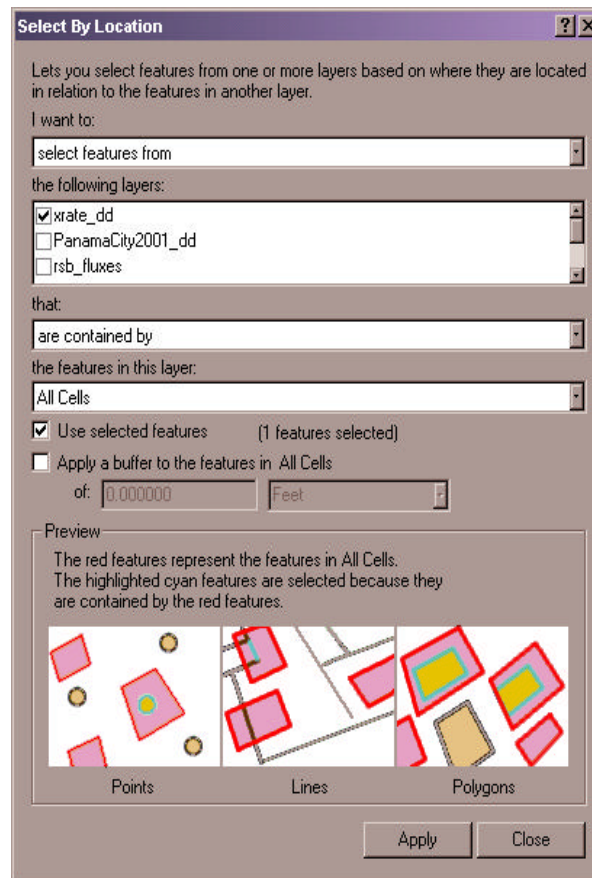 Select By Location
Lets you select features from one or more layers based on where they are located
in relation to the features in another layer.
I want to:
select features from
the following layers:
xrate_dd
PanamaCity2001_dd
rsb_fluxes
that:
are contained by
the features in this layer:
All Cells
Use selected features (1 features selected)
Apply a buffer to the features in All Cells
of: 0.000000 Feet
Preview
The red features represent the features in All Cells.
The highlighted cyan features are selected because they
are contained by the red features.
Points Lines Polygons
Apply Close